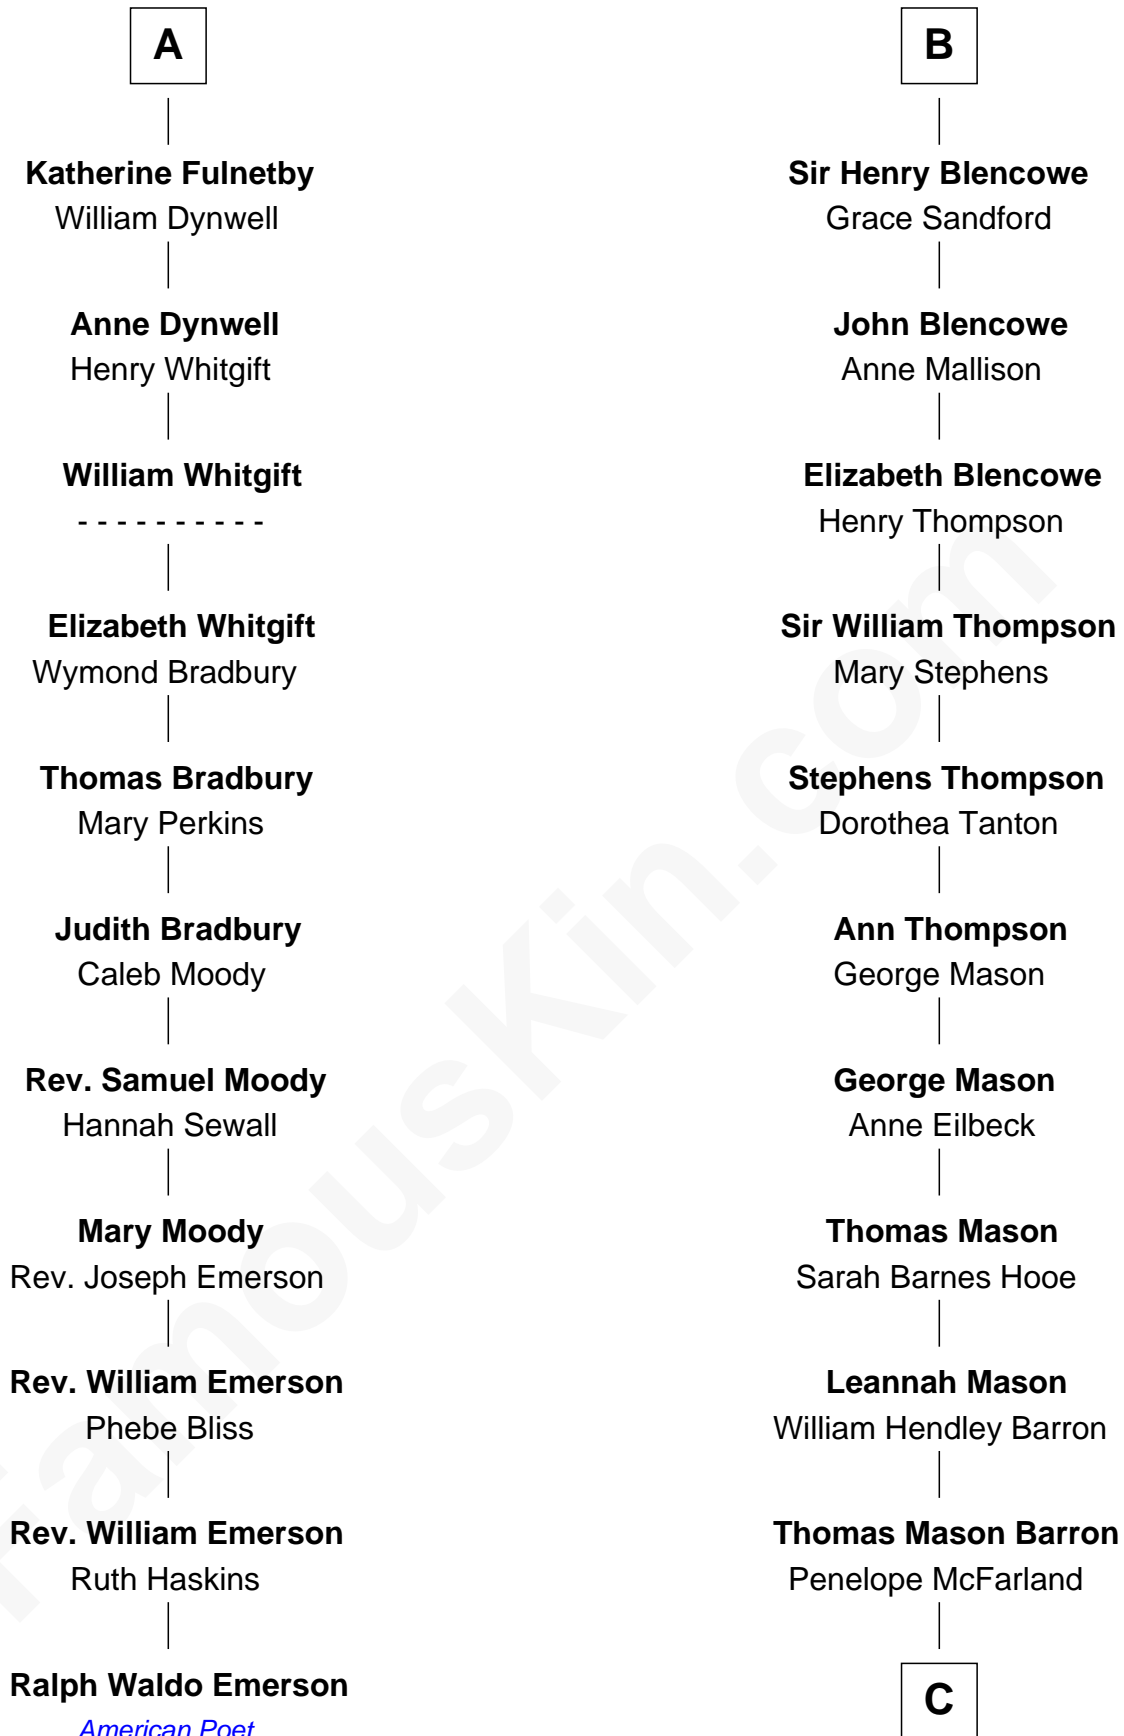 A
Katherine Fulnetby
William Dynwell
Anne Dynwell
Henry Whitgift
William Whitgift
- - - - - - - - - -
Elizabeth Whitgift
Wymond Bradbury
Thomas Bradbury
Mary Perkins
Judith Bradbury
Caleb Moody
Rev. Samuel Moody
Hannah Sewall
Mary Moody
Rev. Joseph Emerson
Rev. William Emerson
Phebe Bliss
Rev. William Emerson
Ruth Haskins
Ralph Waldo Emerson
American Poet
B
Sir Henry Blencowe
Grace Sandford
John Blencowe
Anne Mallison
Elizabeth Blencowe
Henry Thompson
Sir William Thompson
Mary Stephens
Stephens Thompson
Dorothea Tanton
Ann Thompson
George Mason
George Mason
Anne Eilbeck
Thomas Mason
Sarah Barnes Hooe
Leannah Mason
William Hendley Barron
Thomas Mason Barron
Penelope McFarland
C
FamousKin.com